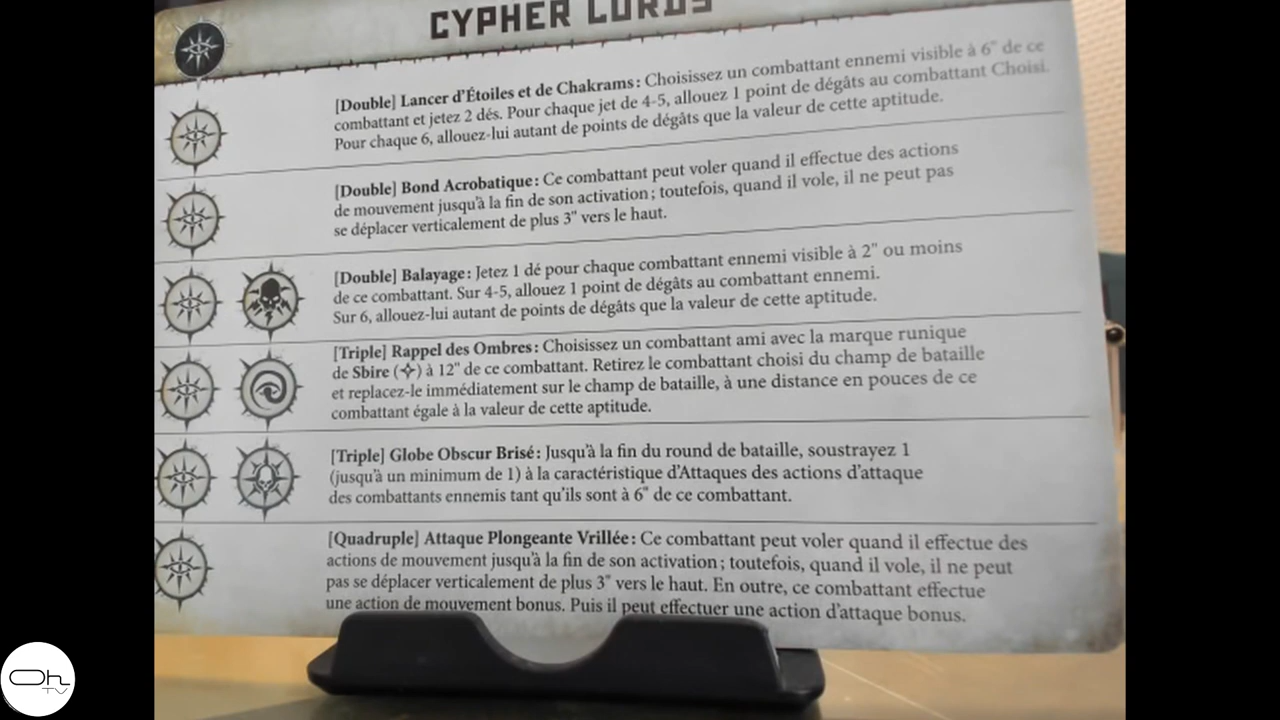 CYPHER LORDS
[Double] Lancer d'Étoiles et de Chakrams : Choisissez un combattant ennemi visible à 6" de ce
combattant et jetez 2 dés. Pour chaque jet de 4-5, allouez 1 point de dégâts au combattant Choisi.
Pour chaque 6, allouez-lui autant de points de dégâts que la valeur de cette aptitude.
[Double] Bond Acrobatique : Ce combattant peut voler quand il effectue des actions
de mouvement jusqu'à la fin de son activation ; toutefois, quand il vole, il ne peut pas
se déplacer verticalement de plus 3" vers le haut.
[Double] Balayage : Jetez 1 dé pour chaque combattant ennemi visible à 2" ou moins
de ce combattant. Sur 4-5, allouez 1 point de dégâts au combattant ennemi.
Sur 6, allouez-lui autant de points de dégâts que la valeur de cette aptitude.
[Triple] Rappel des Ombres : Choisissez un combattant ami avec la marque runique
de Sbire (✧) à 12" de ce combattant. Retirez le combattant choisi du champ de bataille
et replacez-le immédiatement sur le champ de bataille, à une distance en pouces de ce
combattant égale à la valeur de cette aptitude.
[Triple] Globe Obscur Brisé : Jusqu'à la fin du round de bataille, soustrayez 1
(jusqu'à un minimum de 1) à la caractéristique d'Attaques des actions d'attaque
des combattants ennemis tant qu'ils sont à 6" de ce combattant.
[Quadruple] Attaque Plongeante Vrillée : Ce combattant peut voler quand il effectue des
actions de mouvement jusqu'à la fin de son activation ; toutefois, quand il vole, il ne peut
pas se déplacer verticalement de plus 3" vers le haut. En outre, ce combattant effectue
une action de mouvement bonus. Puis il peut effectuer une action d'attaque bonus.
Oh
TV